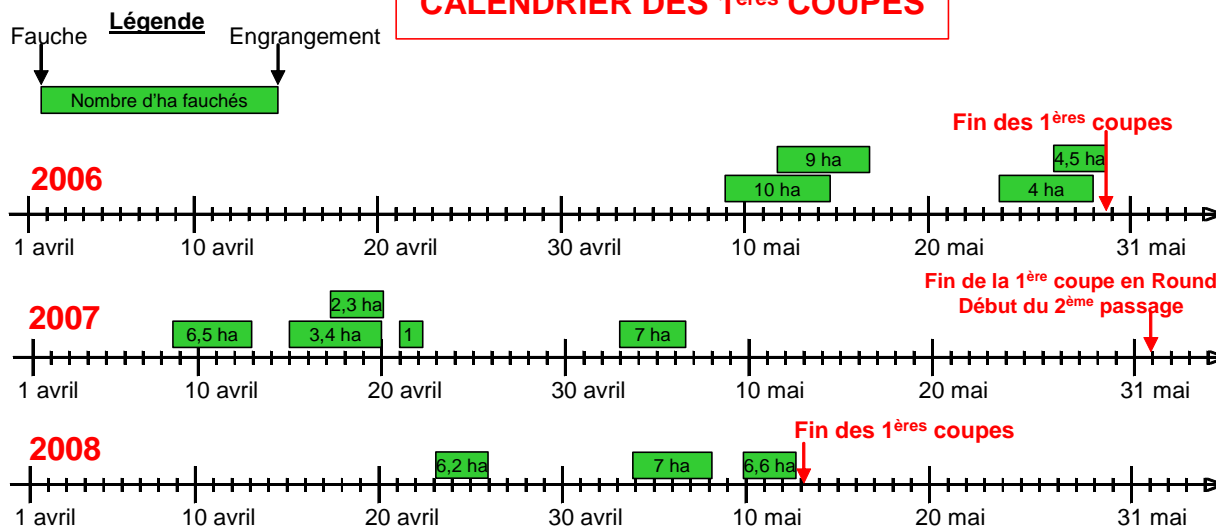 CALENDRIER DES 1ères COUPES
Légende
Fauche Engrangement
Nombre d'ha fauchés
Fin des 1ères coupes
2006
9 ha 4,5 ha
10 ha 4 ha
1 avril 10 avril 20 avril 30 avril 10 mai 20 mai 31 mai
Fin de la 1ère coupe en Round
Début du 2ème passage
2007
2,3 ha
6,5 ha 3,4 ha 1 7 ha
1 avril 10 avril 20 avril 30 avril 10 mai 20 mai 31 mai
Fin des 1ères coupes
2008
6,2 ha 7 ha 6,6 ha
1 avril 10 avril 20 avril 30 avril 10 mai 20 mai 31 mai